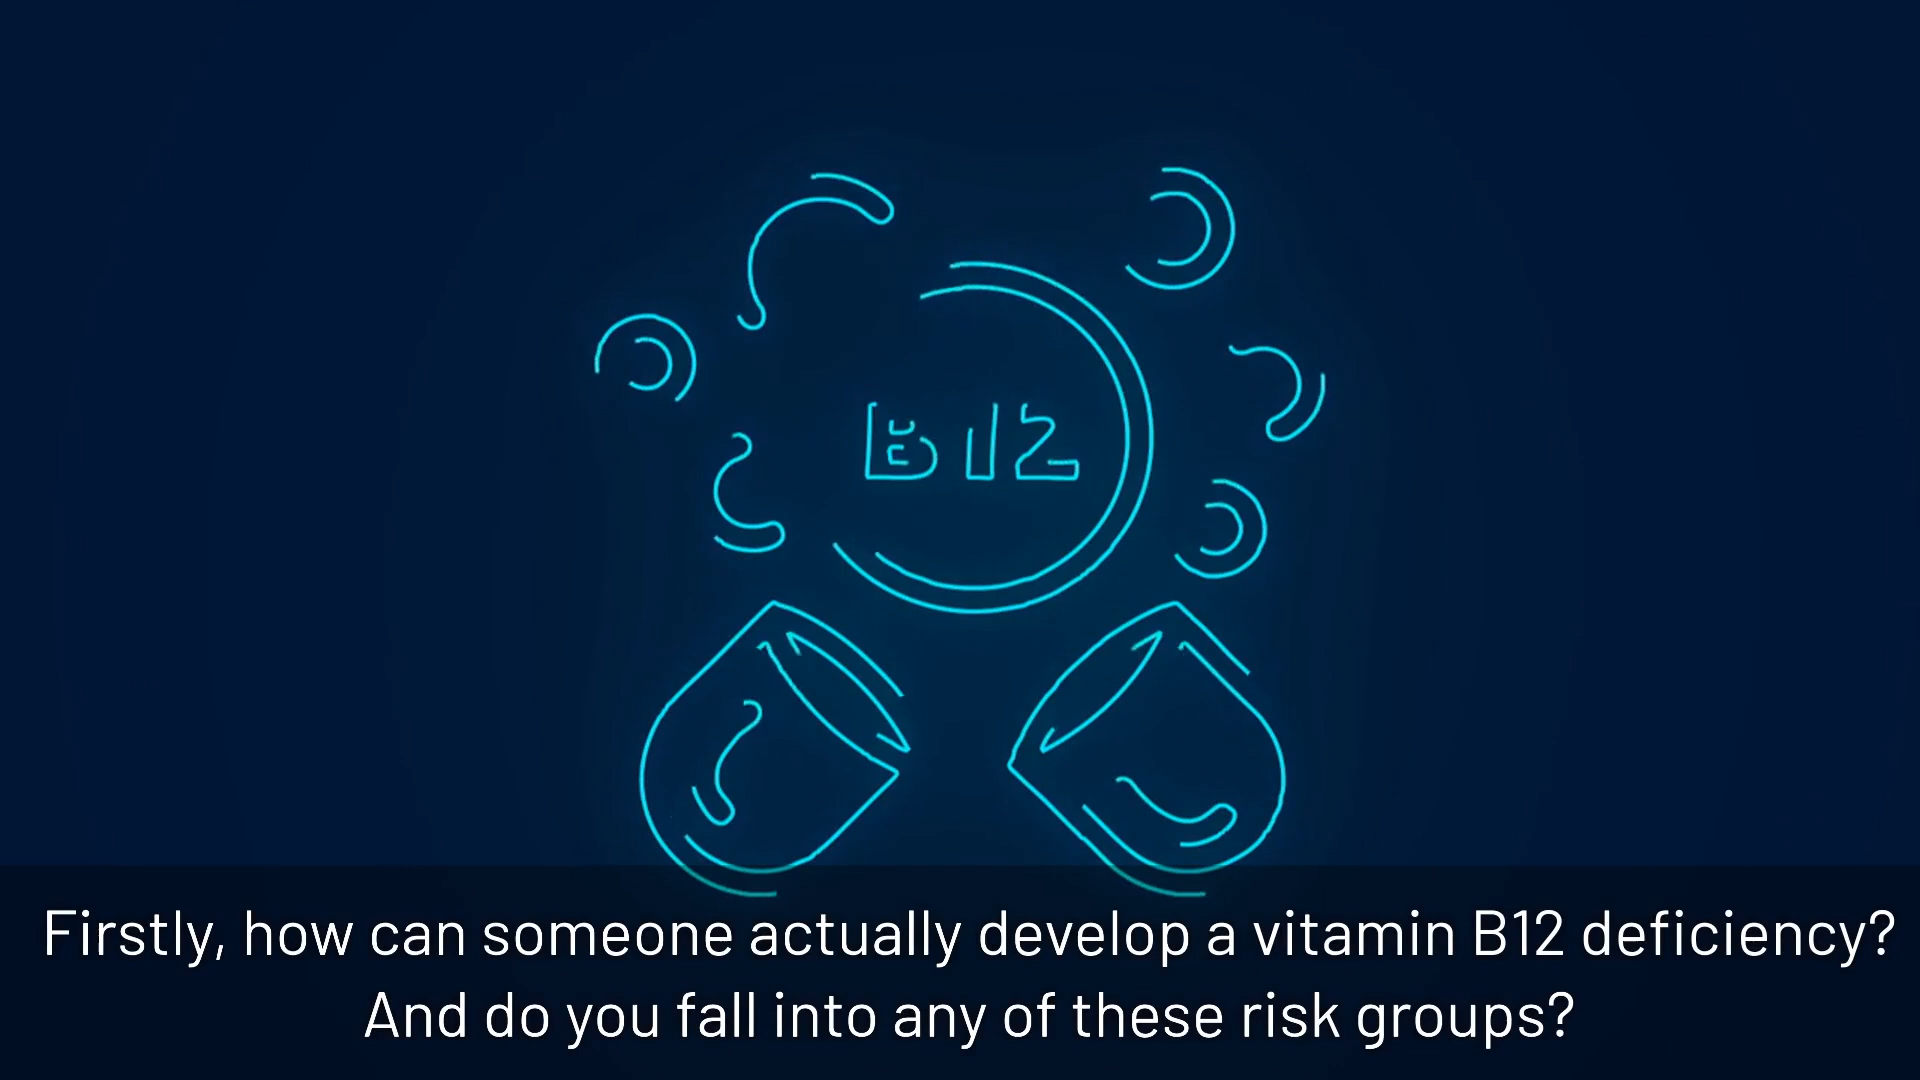 B12
Firstly, how can someone actually develop a vitamin B12 deficiency?
And do you fall into any of these risk groups?